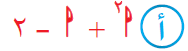 أ م٢ + م - ٢